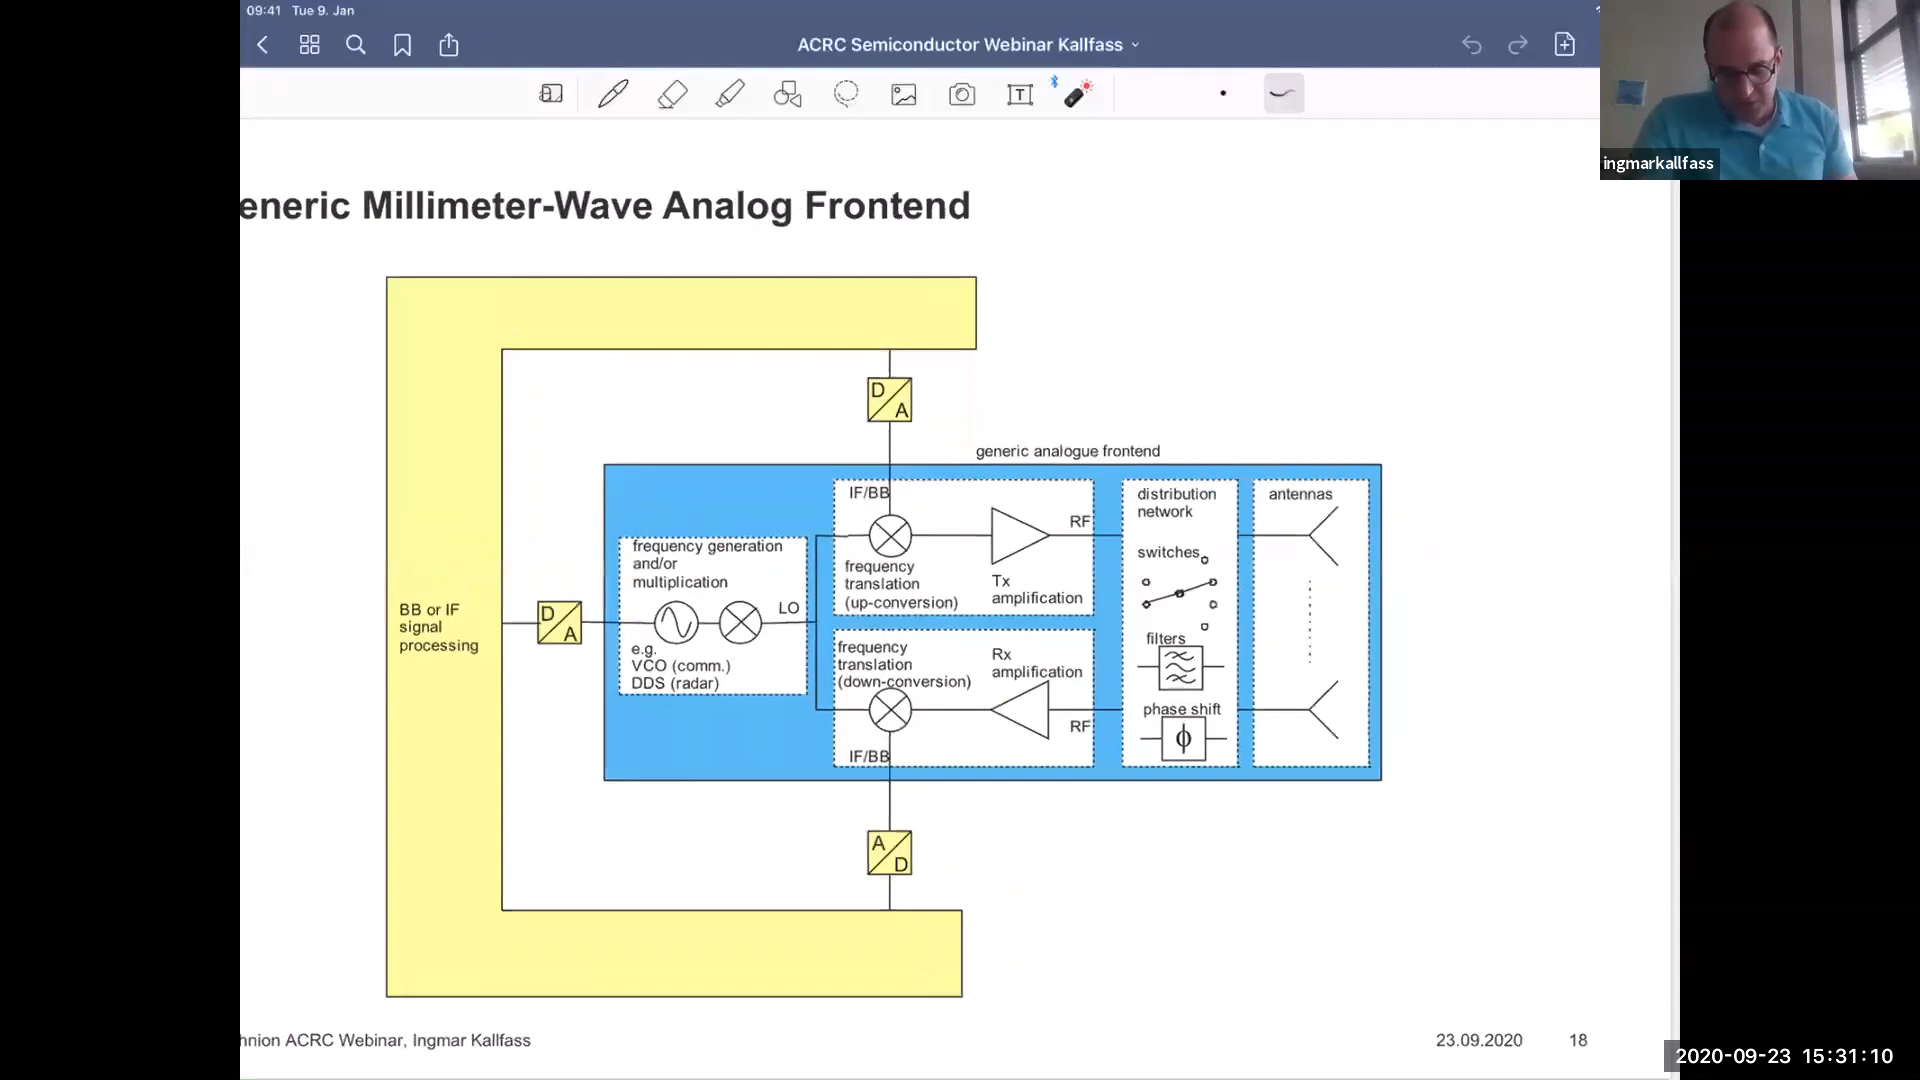 09:41 Tue 9. Jan
ACRC Semiconductor Webinar Kallfass
T
ingmarkallfass
eneric Millimeter-Wave Analog Frontend
D
A
generic analogue frontend
IF/BB
distribution
network
antennas
RF
frequency generation
and/or
multiplication
switches
frequency
translation
(up-conversion)
Tx
amplification
BB or IF
signal
processing
D
A
LO
filters
e.g.
VCO (comm.)
DDS (radar)
frequency
translation
(down-conversion)
Rx
amplification
phase shift
RF
ϕ
IF/BB
A
D
hnion ACRC Webinar, Ingmar Kallfass
23.09.2020
18
2020-09-23 15:31:10